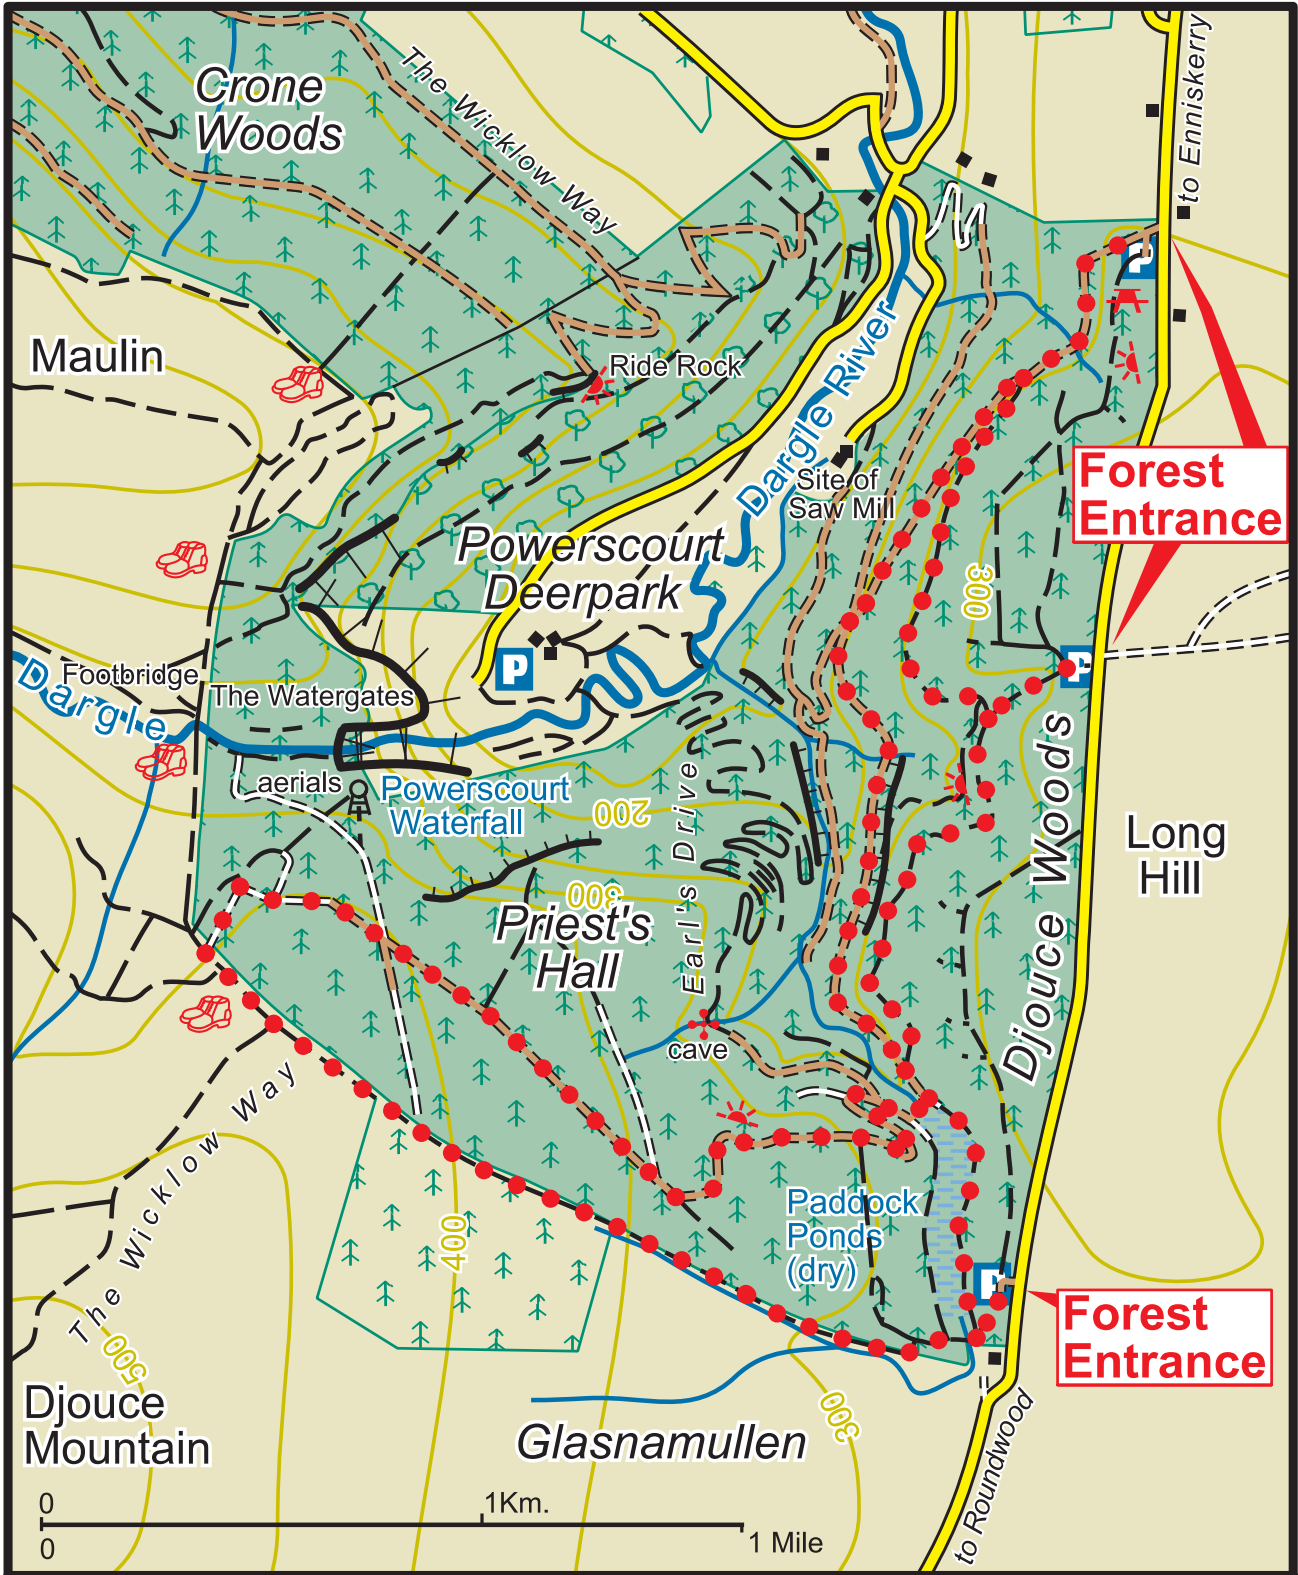 Crone
Woods
The Wicklow Way
to Enniskerry
P
Maulin
Ride Rock
Dargle River
Site of
Saw Mill
Forest
Entrance
Powerscourt
Deerpark
300
P
P
Footbridge
The Watergates
Dargle
aerials
Powerscourt
Waterfall
200
Earl's Drive
Djouce Woods
Long
Hill
300
Priest's
Hall
cave
The Wicklow Way
400
Paddock
Ponds
(dry)
P
Forest
Entrance
500
Djouce
Mountain
300
Glasnamullen
to Roundwood
0
1Km.
0
1 Mile